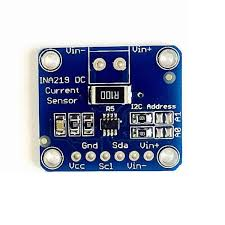 Vin- Vin+
INA219 DC
Current
Sensor
R100
R5
I2C Address
A1
A0
Gnd Sda Vin+
Vcc Scl Vin-